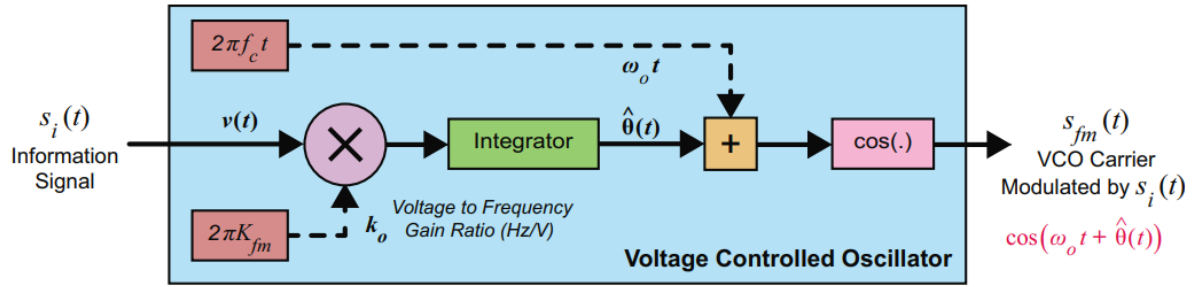 2πf_c t
ω_o t
s_i(t)
Information
Signal
v(t)
×
Integrator
θ̂(t)
+
cos(.)
s_fm(t)
VCO Carrier
Modulated by s_i(t)
cos(ω_o t + θ̂(t))
2πK_fm
k_o
Voltage to Frequency
Gain Ratio (Hz/V)
Voltage Controlled Oscillator